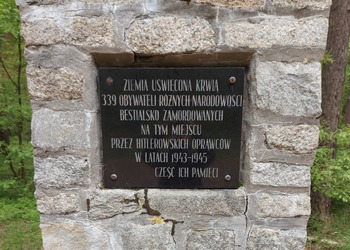 ZIEMIA UŚWIĘCONA KRWIĄ
339 OBYWATELI RÓŻNYCH NARODOWOŚCI
BESTIALSKO ZAMORDOWANYCH
NA TYM MIEJSCU
PRZEZ HITLEROWSKICH OPRAWCÓW
W LATACH 1943-1945
CZEŚĆ ICH PAMIĘCI